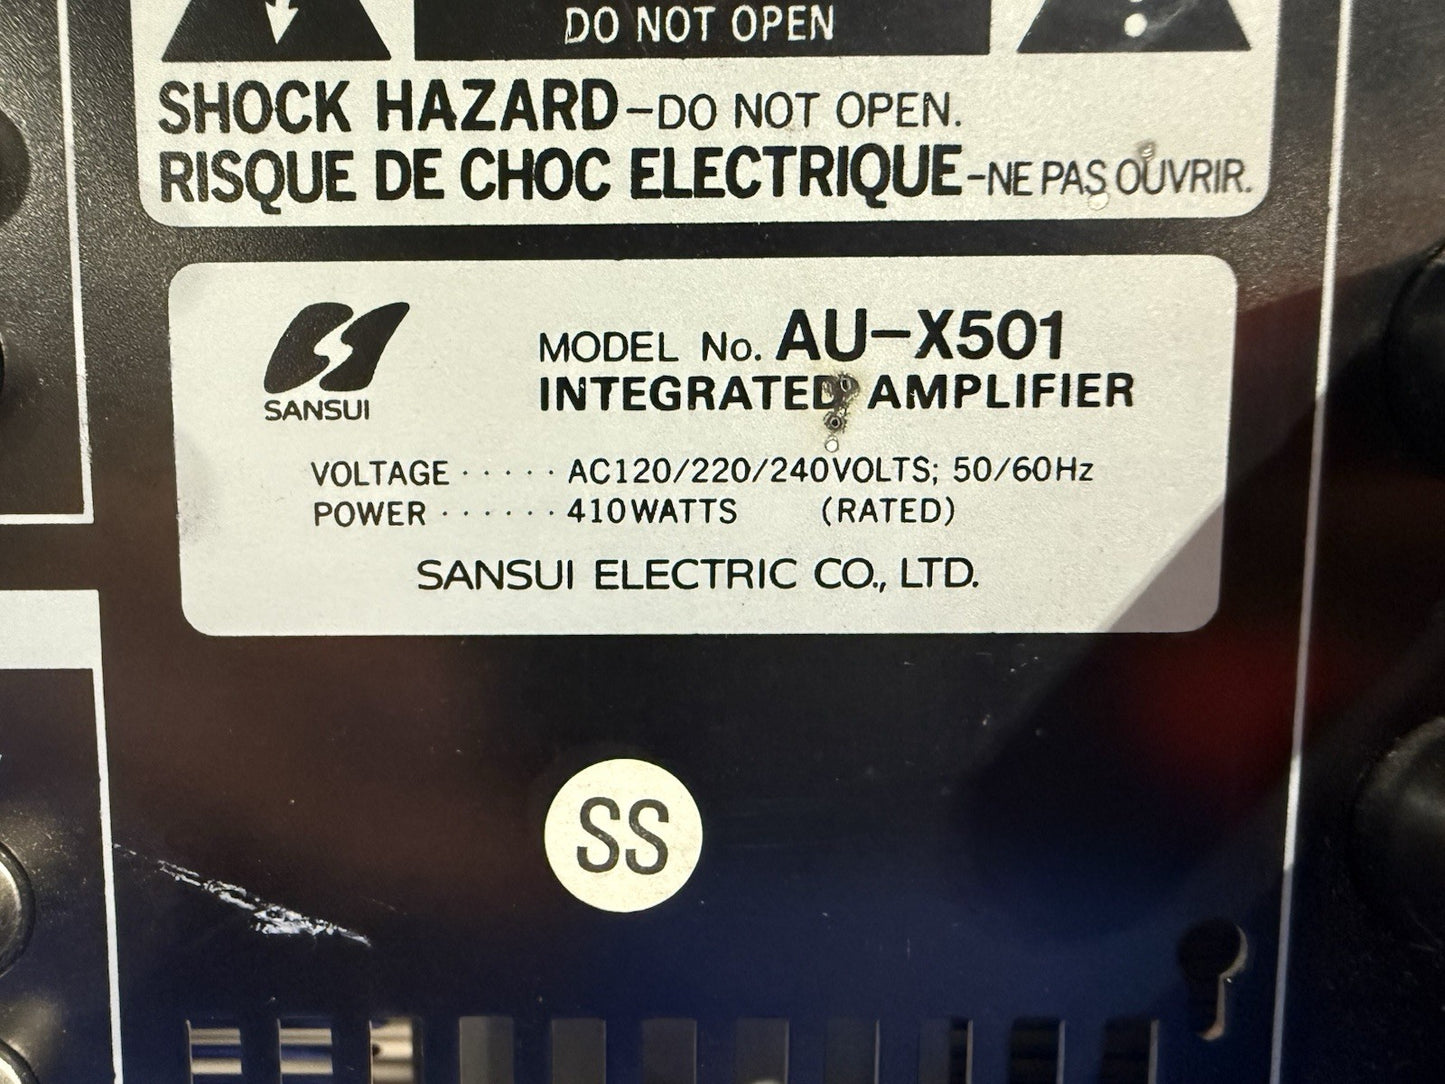 DO NOT OPEN
SHOCK HAZARD-DO NOT OPEN.
RISQUE DE CHOC ELECTRIQUE-NE PAS OUVRIR.
SANSUI
MODEL No. AU-X501
INTEGRATED AMPLIFIER
VOLTAGE ····· AC120/220/240VOLTS; 50/60Hz
POWER ······ 410WATTS (RATED)
SANSUI ELECTRIC CO., LTD.
SS